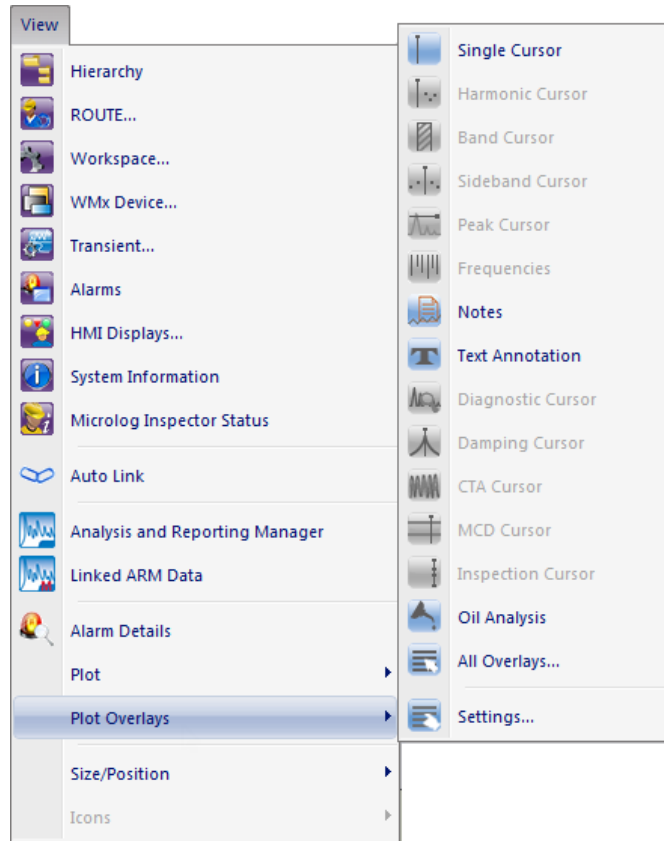 View
Hierarchy
ROUTE...
Workspace...
WMx Device...
Transient...
Alarms
HMI Displays...
System Information
Microlog Inspector Status
Auto Link
Analysis and Reporting Manager
Linked ARM Data
Alarm Details
Plot
Plot Overlays
Size/Position
Icons
Single Cursor
Harmonic Cursor
Band Cursor
Sideband Cursor
Peak Cursor
Frequencies
Notes
Text Annotation
Diagnostic Cursor
Damping Cursor
CTA Cursor
MCD Cursor
Inspection Cursor
Oil Analysis
All Overlays...
Settings...